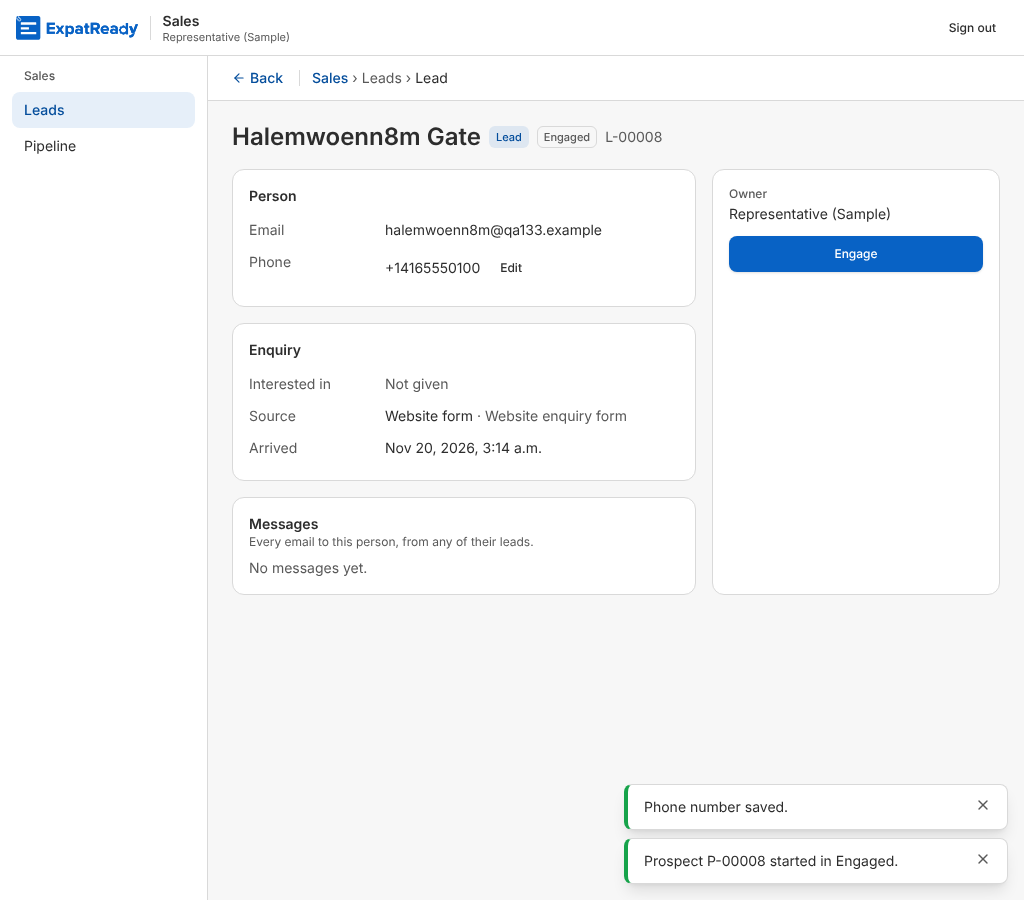 ExpatReady
Sales
Representative (Sample)
Sign out
Sales
Leads
Pipeline
← Back
Sales › Leads › Lead
Halemwoenn8m Gate Lead Engaged L-00008
Person
Email halemwoenn8m@qa133.example
Phone +14165550100 Edit
Enquiry
Interested in Not given
Source Website form · Website enquiry form
Arrived Nov 20, 2026, 3:14 a.m.
Messages
Every email to this person, from any of their leads.
No messages yet.
Owner
Representative (Sample)
Engage
Phone number saved.
Prospect P-00008 started in Engaged.